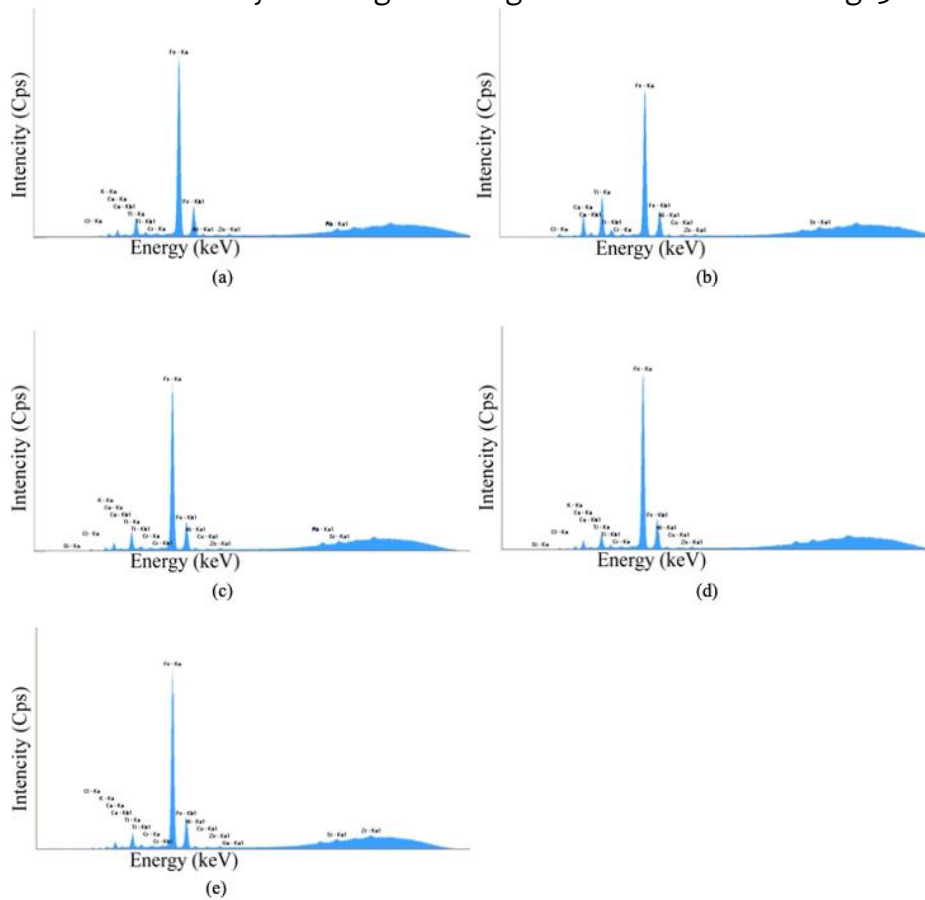 Fe - Ka
K - Ka
Ca - Ka
Ca - Kb1
Ti - Ka
Cl - Ka
Ti - Kb1
Cr - Ka
Fe - Kb1
Zn - Ka1
Intencity (Cps)
Energy (keV)
(a)
Fe - Ka
Ti - Ka
Ca - Ka
Ca - Kb1
Fe - Kb1
Ni - Ka1
Ti - Kb1
Cu - Ka1
Cl - Ka
Cr - Ka
Zn - Ka1
Sr - Ka1
Intencity (Cps)
Energy (keV)
(b)
Fe - Ka
K - Ka
Ca - Ka
Ca - Kb1
Ti - Ka
Fe - Kb1
Ti - Kb1
Ni - Ka1
Cl - Ka
Cr - Ka
Cu - Ka1
Cr - Kb1
Zn - Ka1
Si - Ka
Rb - Ka1
Sr - Ka1
Intencity (Cps)
Energy (keV)
(c)
Fe - Ka
K - Ka
Ca - Ka
Ca - Kb1
Fe - Kb1
Ti - Ka
Ti - Kb1
Ni - Ka1
Cl - Ka
Cu - Ka1
Cr - Ka
Zn - Ka1
Si - Ka
Intencity (Cps)
Energy (keV)
(d)
Fe - Ka
Cl - Ka
K - Ka
Ca - Ka
Ca - Kb1
Fe - Kb1
Ti - Ka
Ni - Ka1
Ti - Kb1
Cu - Ka1
Cr - Ka
Zn - Ka1
Cr - Kb1
Ga - Ka1
Sr - Ka1
Zr - Ka1
Intencity (Cps)
Energy (keV)
(e)